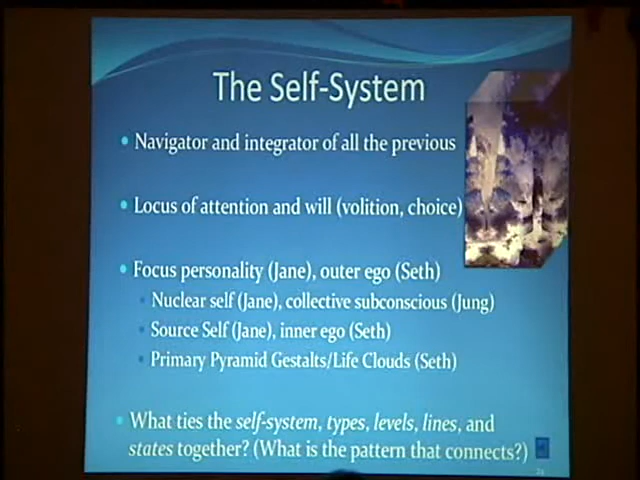 The Self-System
• Navigator and integrator of all the previous
• Locus of attention and will (volition, choice)
• Focus personality (Jane), outer ego (Seth)
• Nuclear self (Jane), collective subconscious (Jung)
• Source Self (Jane), inner ego (Seth)
• Primary Pyramid Gestalts/Life Clouds (Seth)
• What ties the self-system, types, levels, lines, and
states together? (What is the pattern that connects?)